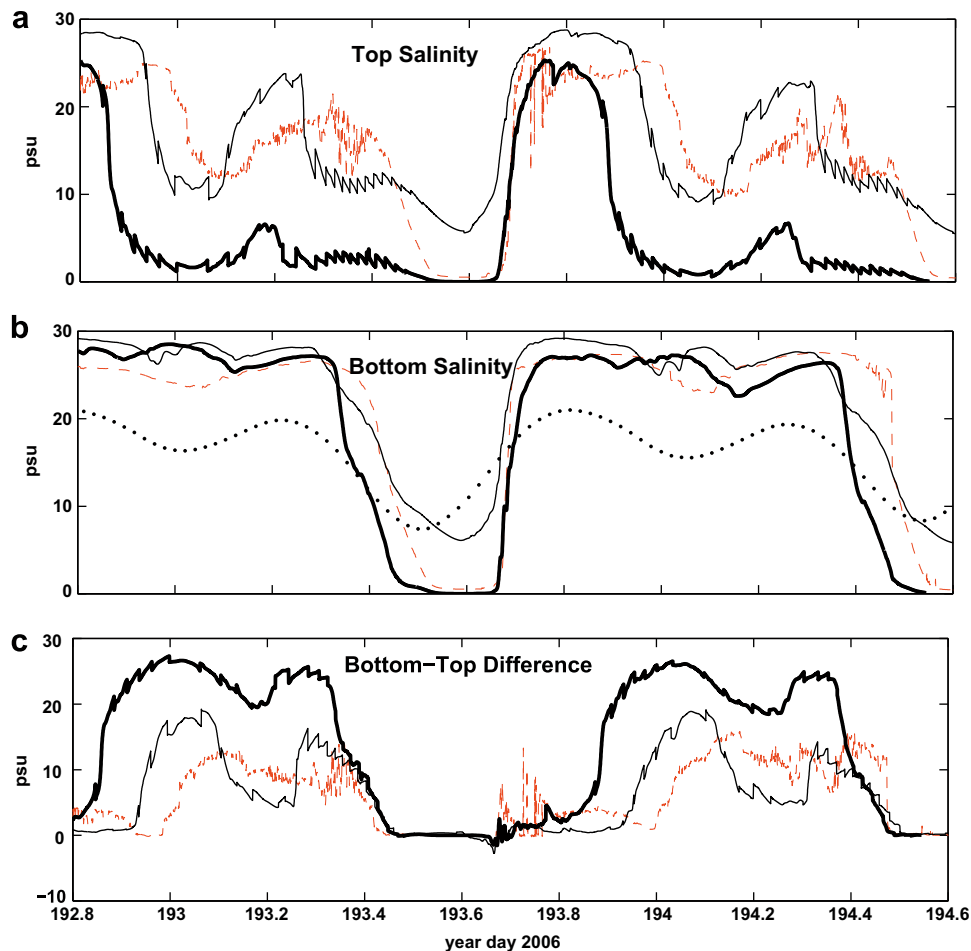 a
Top Salinity
30
20
10
0
psu
b
Bottom Salinity
30
20
10
0
psu
c
Bottom−Top Difference
30
20
10
0
−10
psu
192.8 193 193.2 193.4 193.6 193.8 194 194.2 194.4 194.6
year day 2006